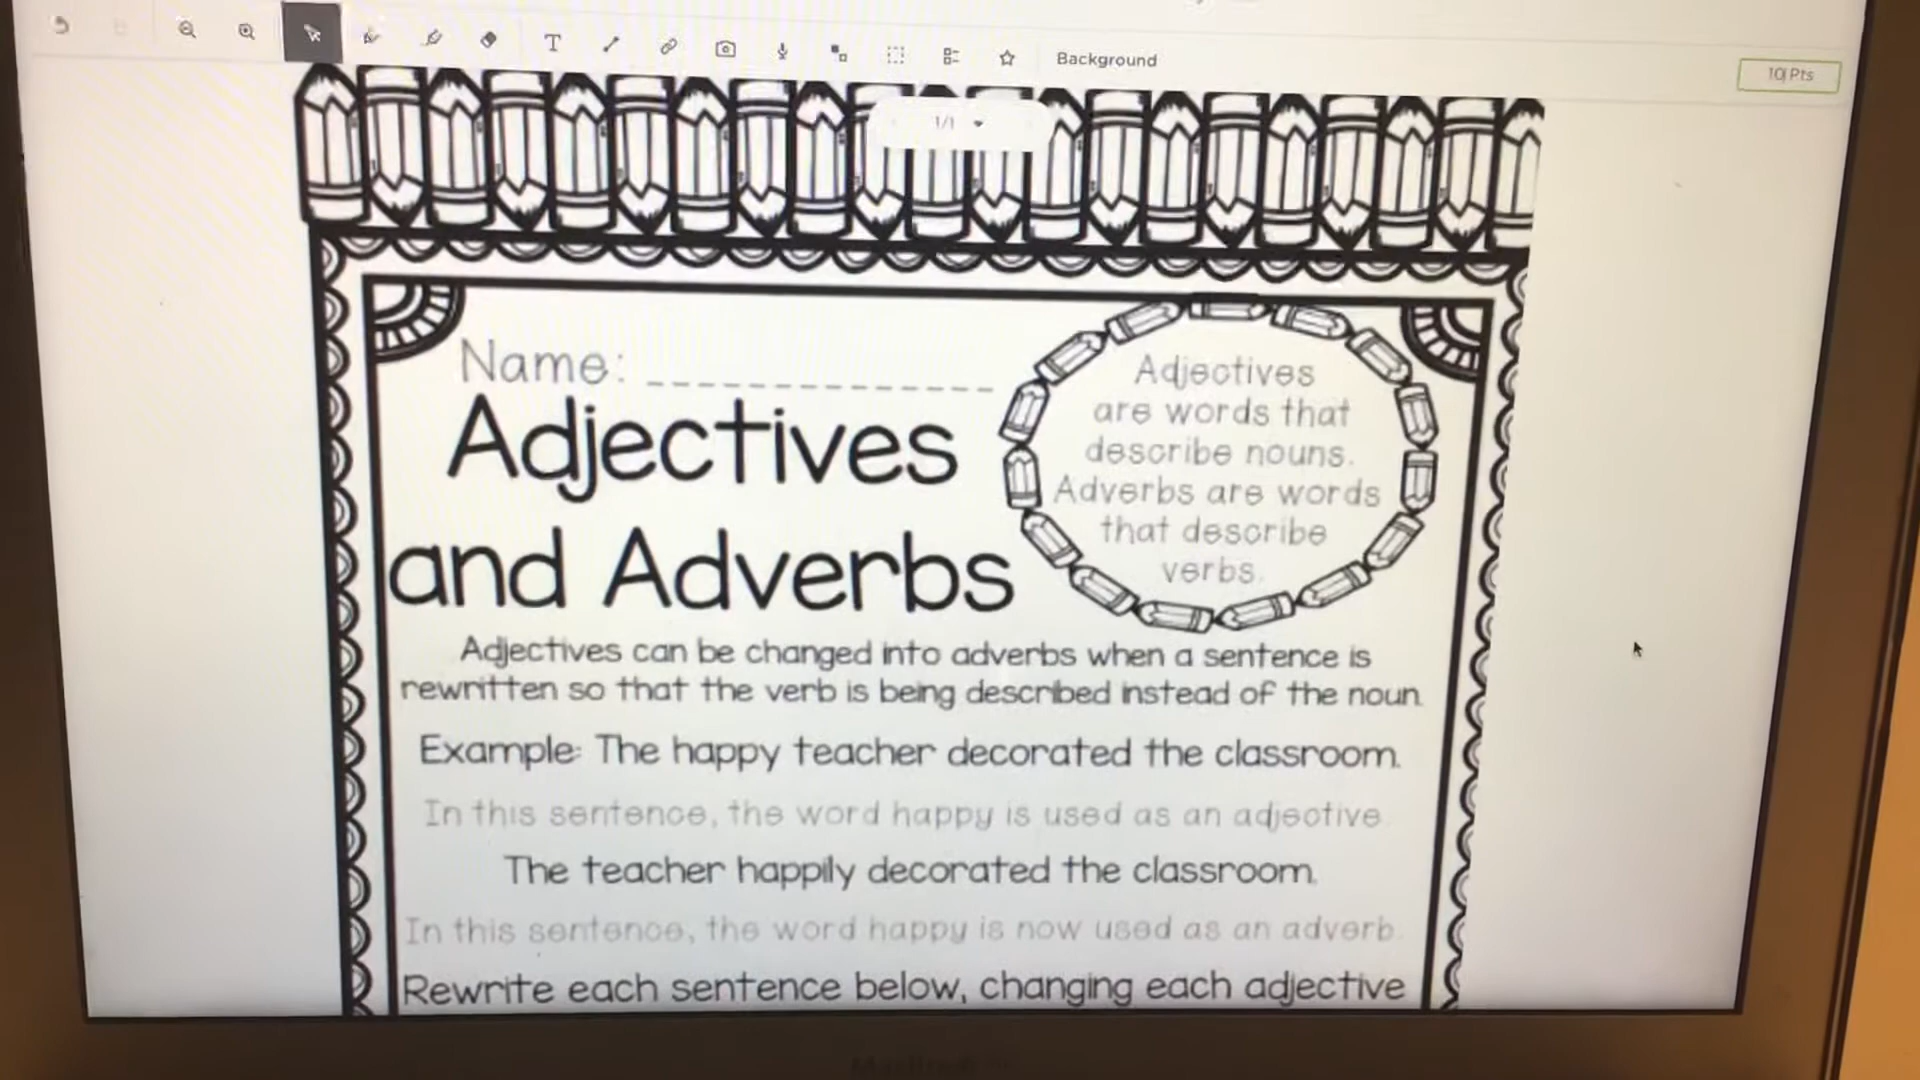 Background
10 Pts
1/1
Name:
Adjectives
and Adverbs
Adjectives
are words that
describe nouns.
Adverbs are words
that describe
verbs.
Adjectives can be changed into adverbs when a sentence is
rewritten so that the verb is being described instead of the noun.
Example: The happy teacher decorated the classroom.
In this sentence, the word happy is used as an adjective.
The teacher happily decorated the classroom.
In this sentence, the word happy is now used as an adverb.
Rewrite each sentence below, changing each adjective